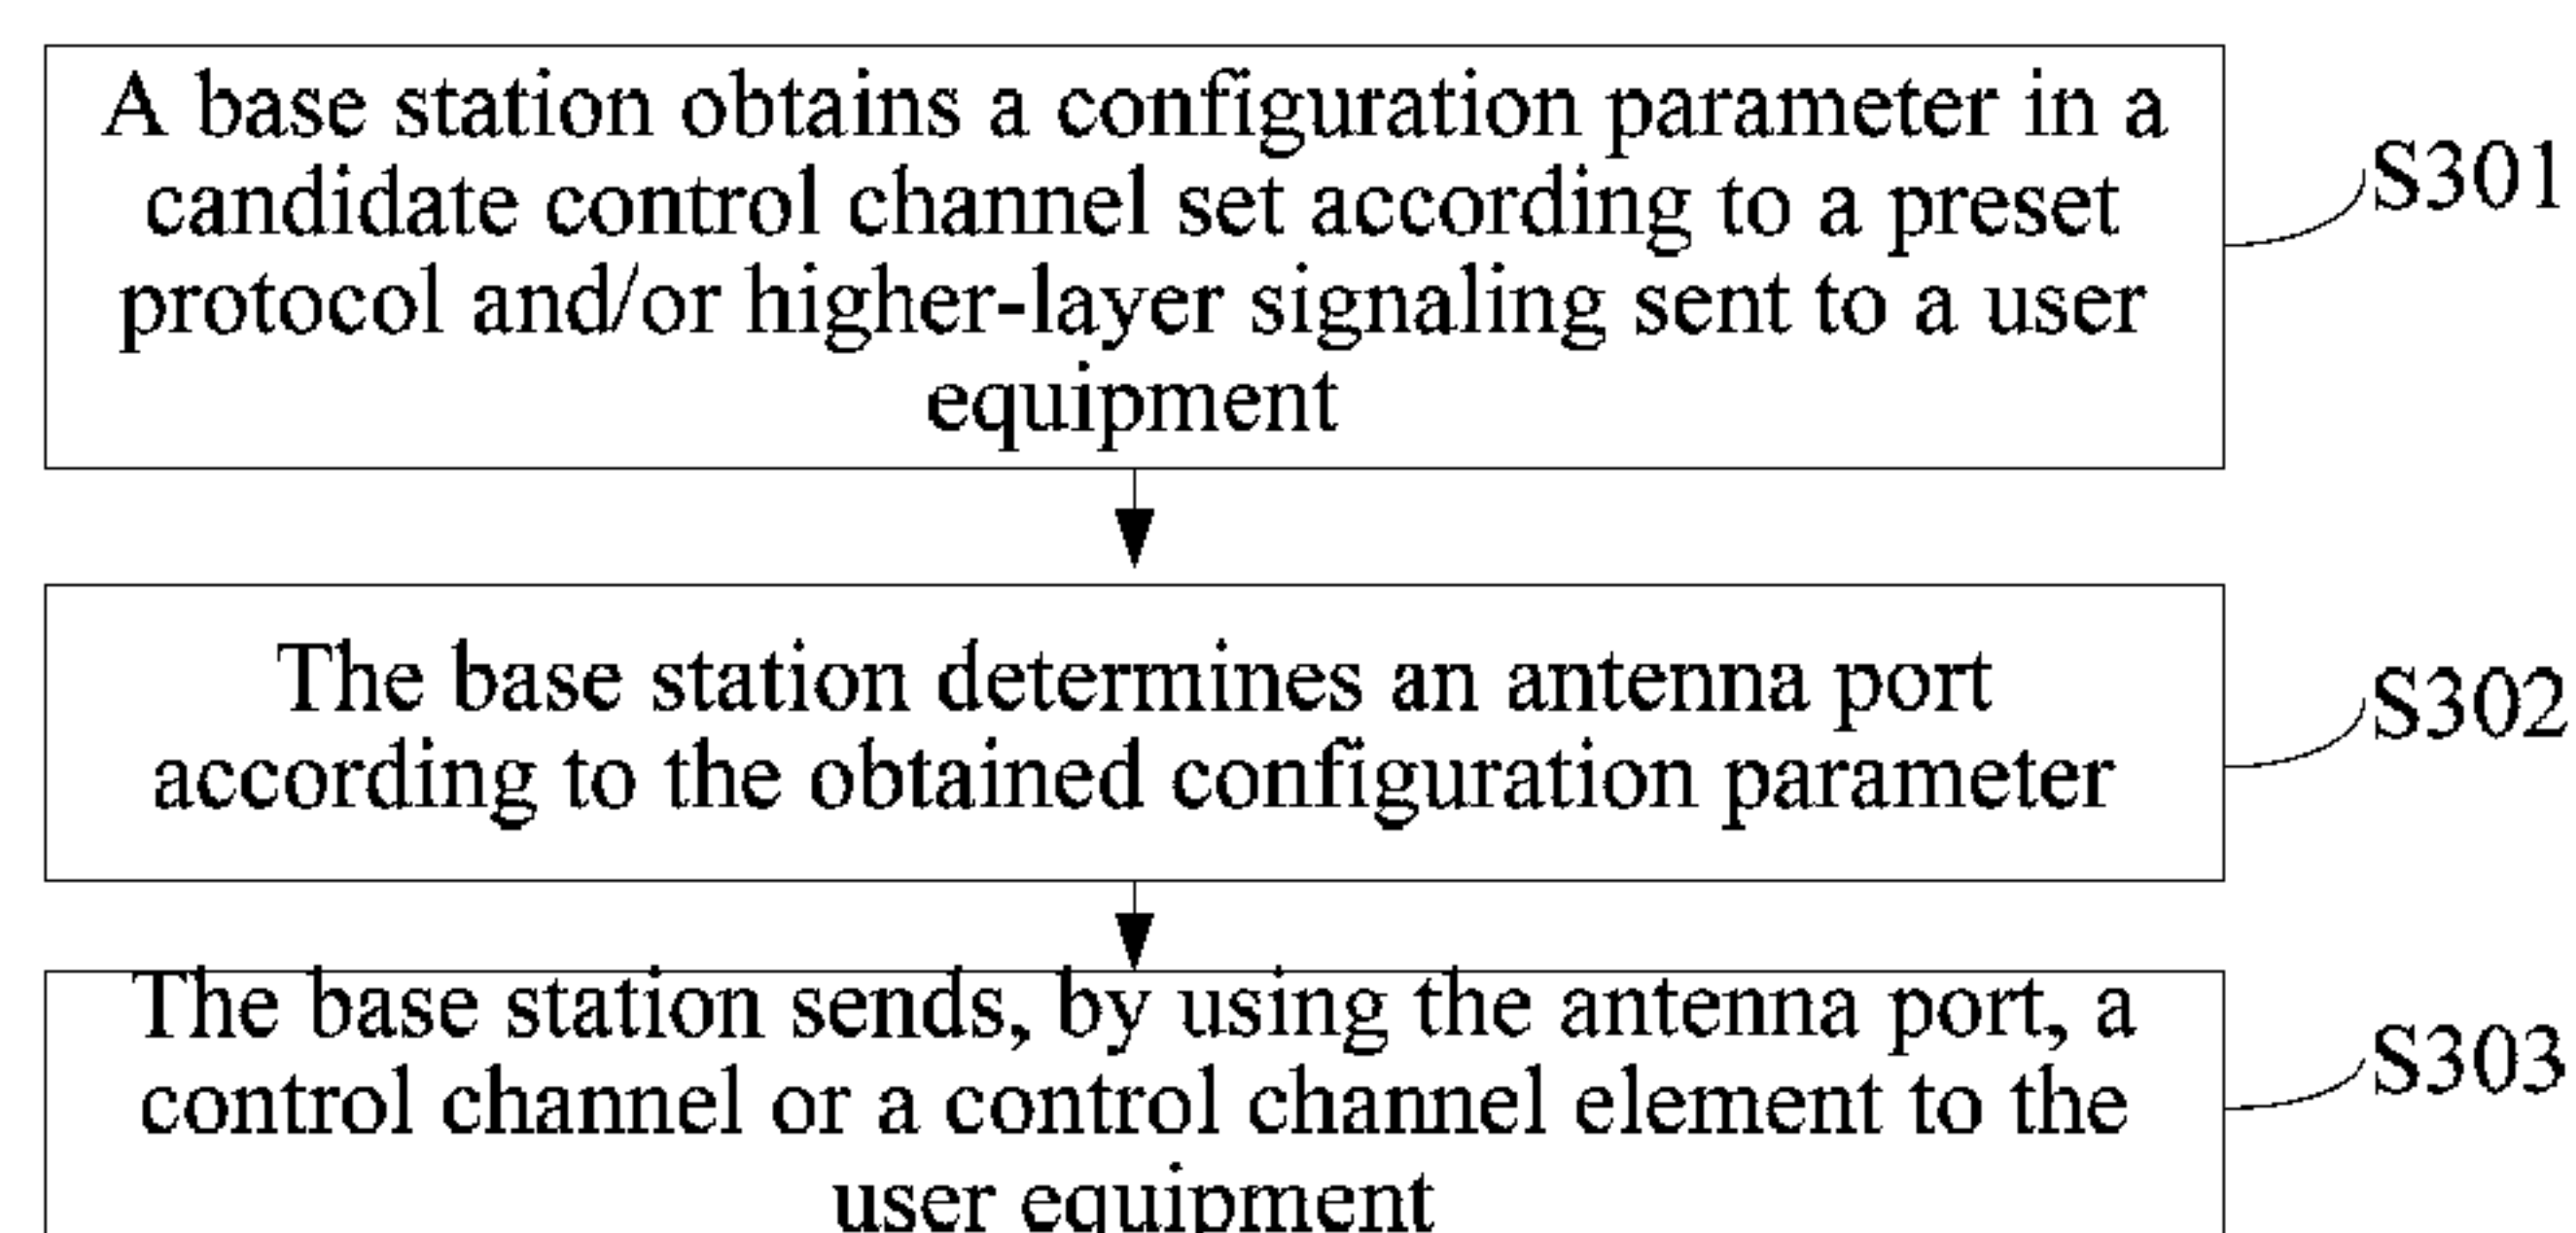 A base station obtains a configuration parameter in a
candidate control channel set according to a preset
protocol and/or higher-layer signaling sent to a user
equipment
S301
The base station determines an antenna port
according to the obtained configuration parameter
S302
The base station sends, by using the antenna port, a
control channel or a control channel element to the
user equipment
S303